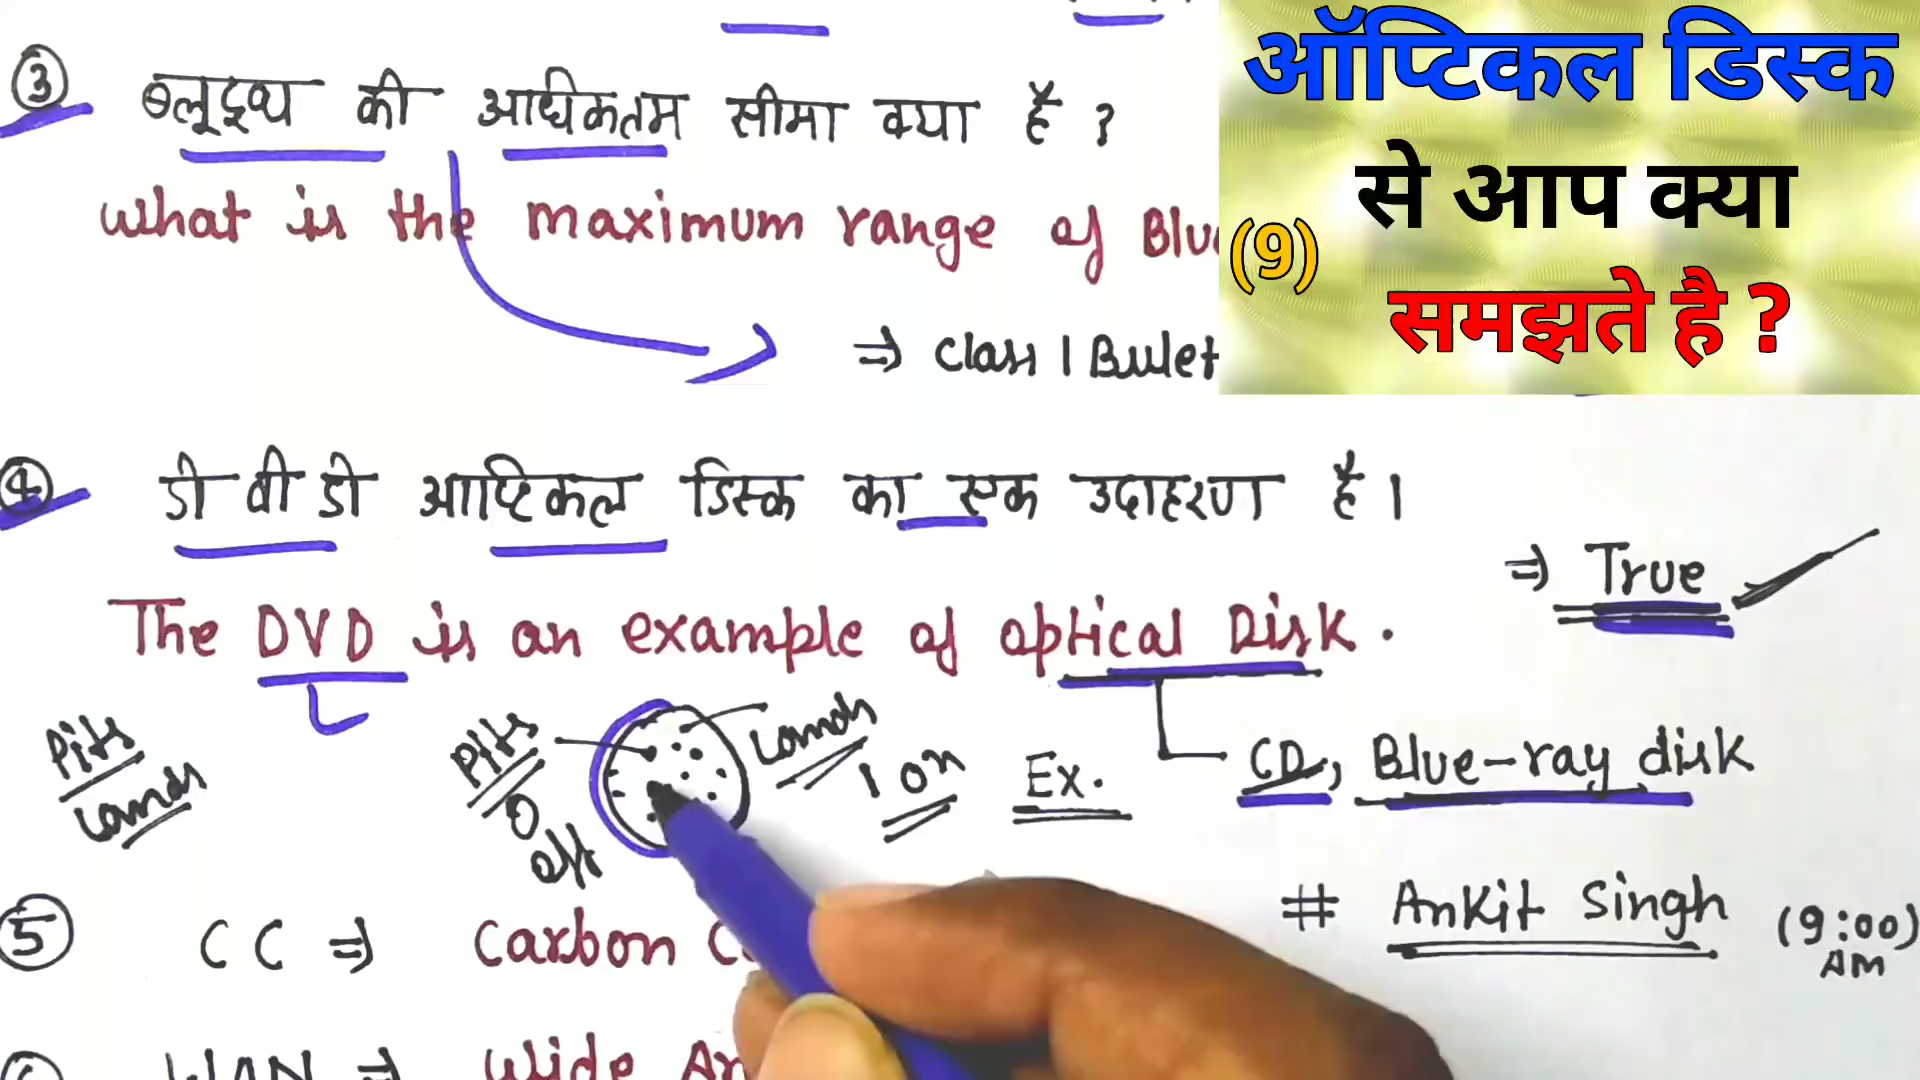 ③ ब्लूटूथ की अधिकतम सीमा क्या है ?
What is the maximum range of Blu
⇒ Class 1 Bulet
④ डी वी डी आप्टिकल डिस्क का एक उदाहरण है।
⇒ True
The DVD is an example of optical Disk.
Pits
Lands
Pits
0
off
Lands
1 on
Ex.
CD, Blue-ray disk
# Ankit Singh (9:00)
AM
⑤ CC ⇒ Carbon C
WAN ⇒ Wide Ar
ऑप्टिकल डिस्क
से आप क्या
(9)
समझते है ?